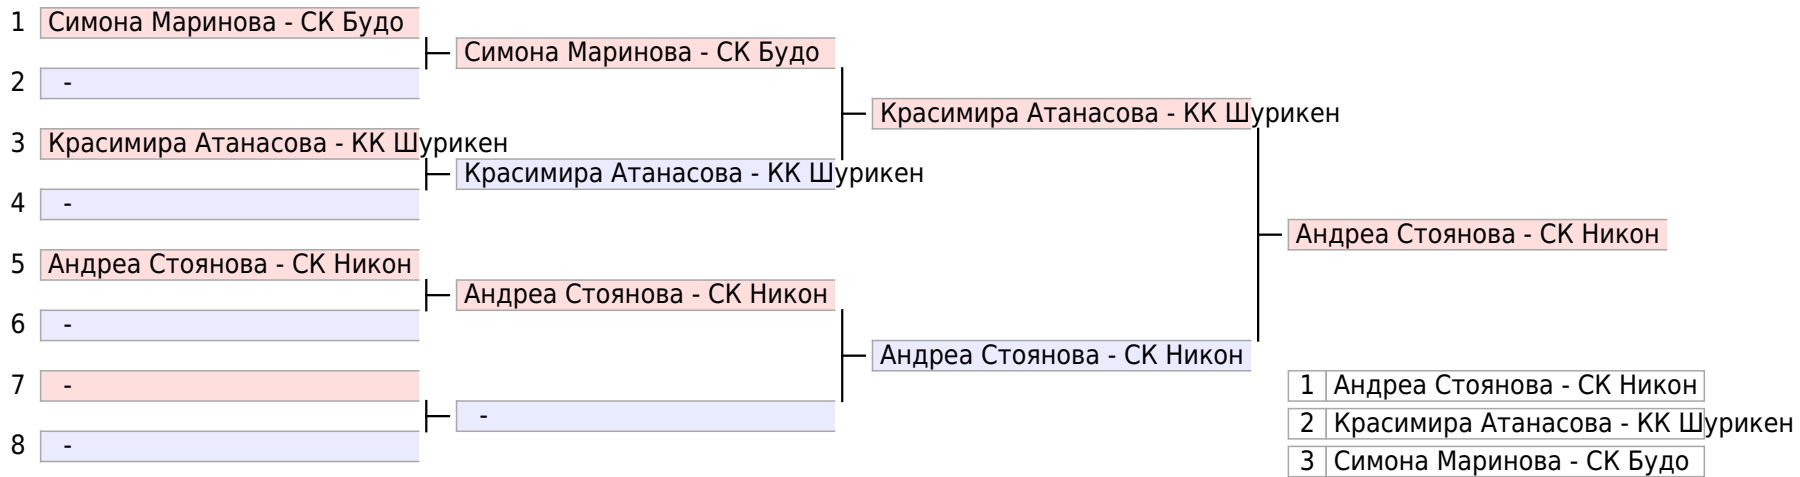 1 Симона Маринова - СК Будо
2 -
3 Красимира Атанасова - КК Шурикен
4 -
5 Андреа Стоянова - СК Никон
6 -
7 -
8 -
Симона Маринова - СК Будо
Красимира Атанасова - КК Шурикен
Андреа Стоянова - СК Никон
-
Красимира Атанасова - КК Шурикен
Андреа Стоянова - СК Никон
Андреа Стоянова - СК Никон
1 Андреа Стоянова - СК Никон
2 Красимира Атанасова - КК Шурикен
3 Симона Маринова - СК Будо